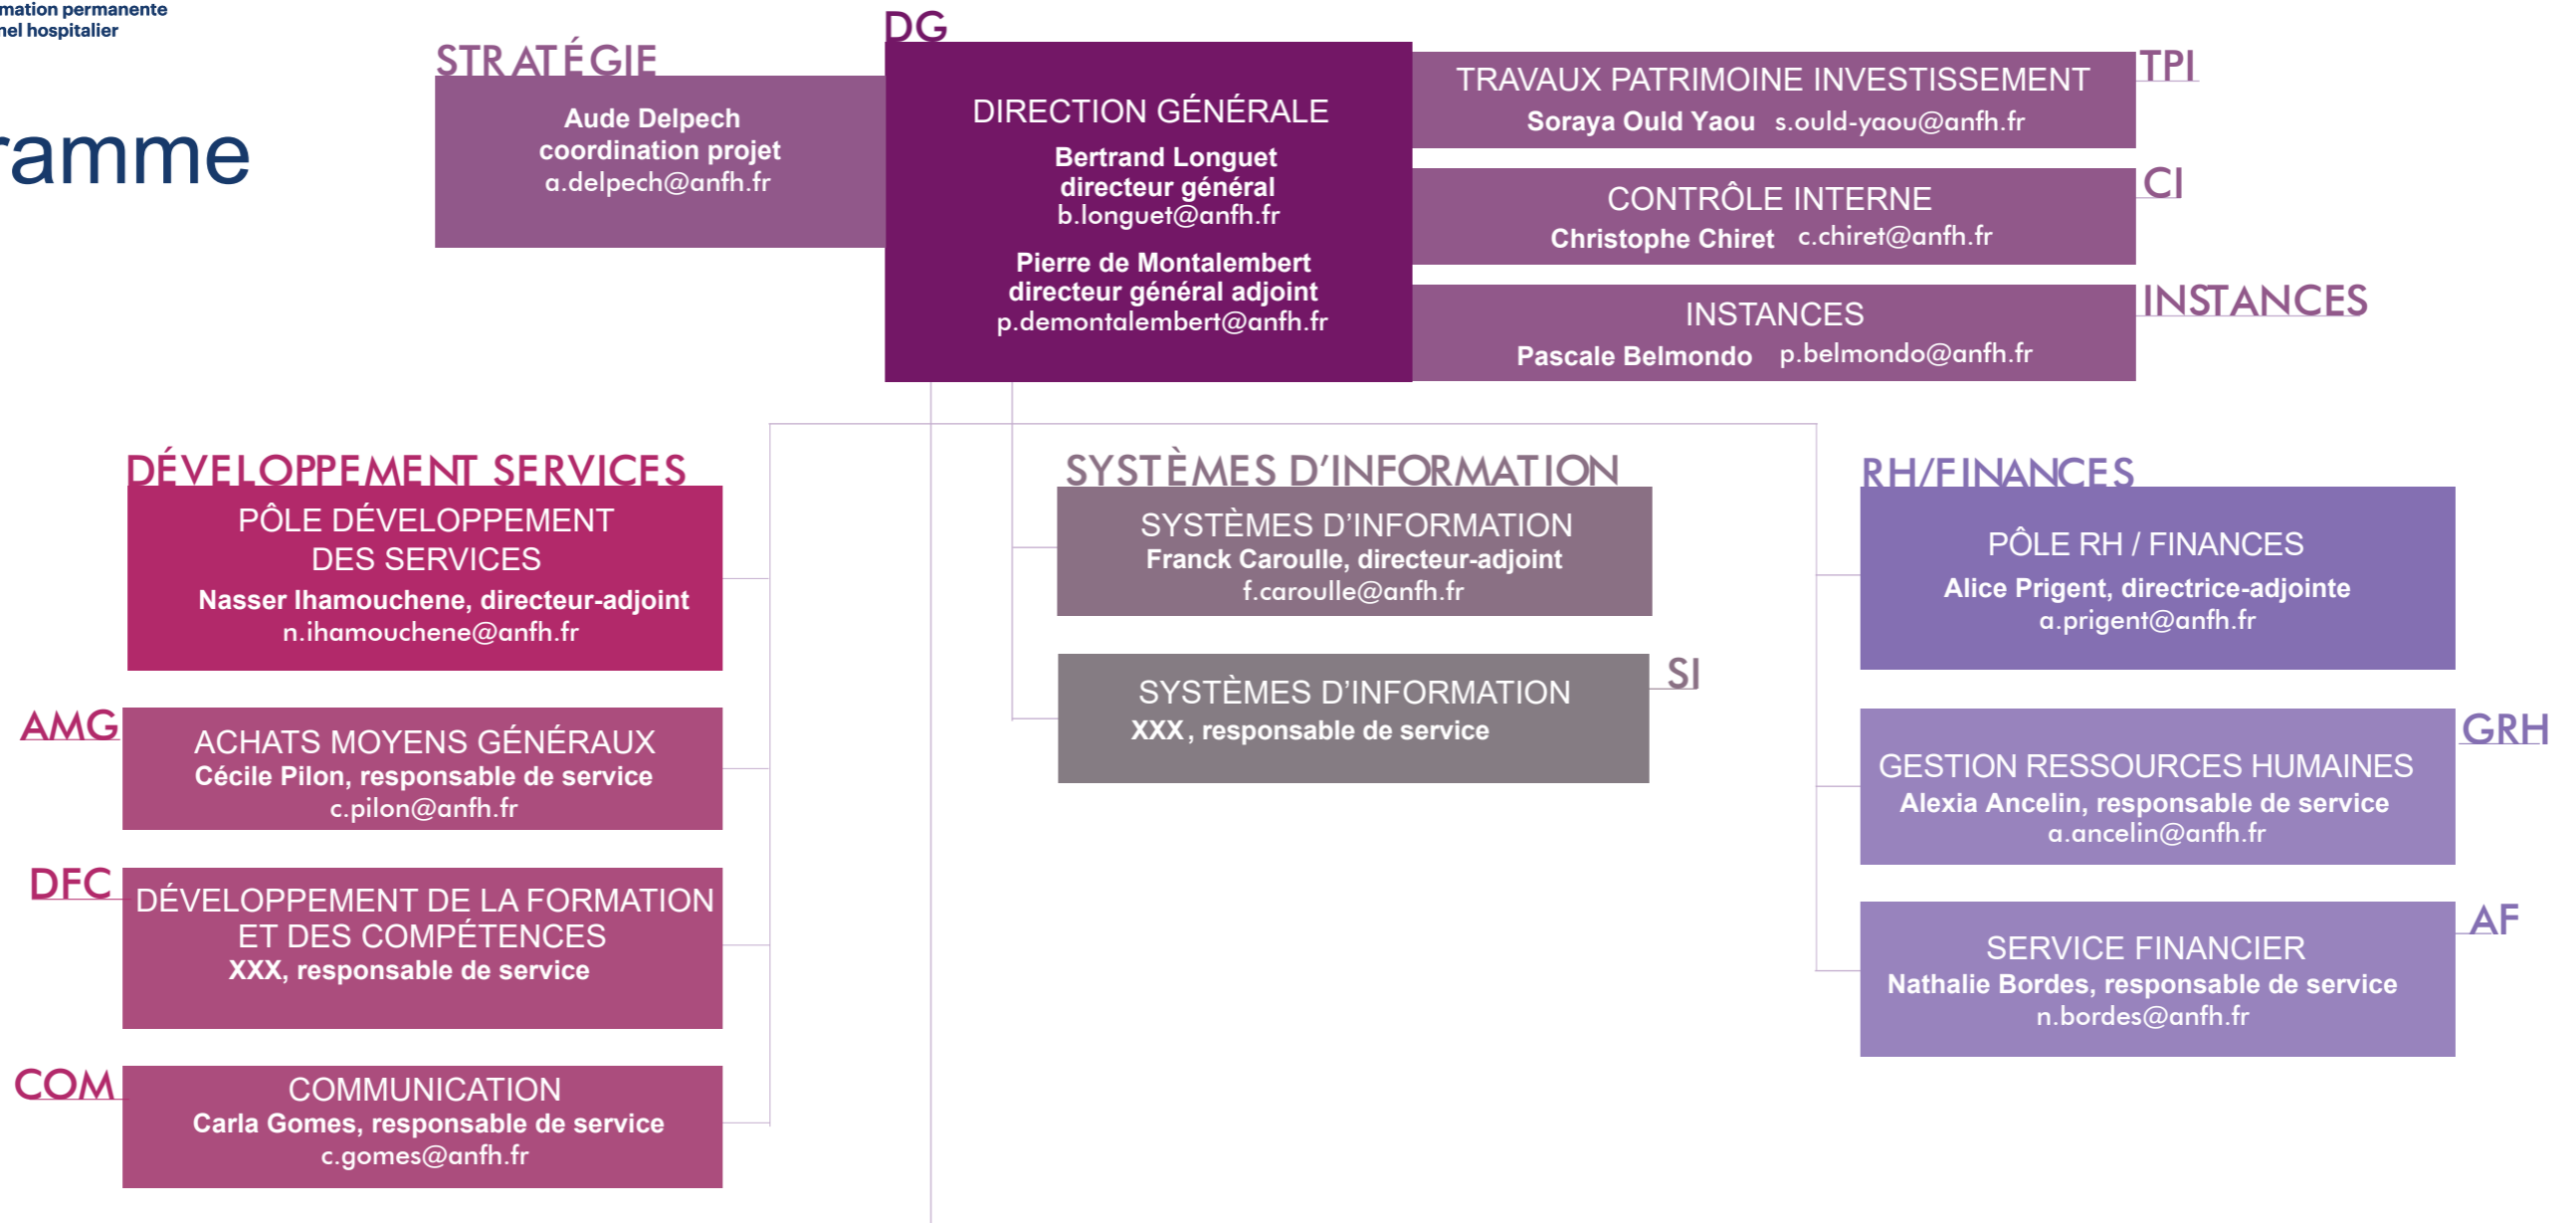 mation permanente
nel hospitalier
ramme
STRATÉGIE
Aude Delpech
coordination projet
a.delpech@anfh.fr
DG
DIRECTION GÉNÉRALE
Bertrand Longuet
directeur général
b.longuet@anfh.fr
Pierre de Montalembert
directeur général adjoint
p.demontalembert@anfh.fr
TRAVAUX PATRIMOINE INVESTISSEMENT
Soraya Ould Yaou s.ould-yaou@anfh.fr
TPI
CONTRÔLE INTERNE
Christophe Chiret c.chiret@anfh.fr
CI
INSTANCES
Pascale Belmondo p.belmondo@anfh.fr
INSTANCES
DÉVELOPPEMENT SERVICES
PÔLE DÉVELOPPEMENT
DES SERVICES
Nasser Ihamouchene, directeur-adjoint
n.ihamouchene@anfh.fr
AMG
ACHATS MOYENS GÉNÉRAUX
Cécile Pilon, responsable de service
c.pilon@anfh.fr
DFC
DÉVELOPPEMENT DE LA FORMATION
ET DES COMPÉTENCES
XXX, responsable de service
COM
COMMUNICATION
Carla Gomes, responsable de service
c.gomes@anfh.fr
SYSTÈMES D'INFORMATION
SYSTÈMES D'INFORMATION
Franck Caroulle, directeur-adjoint
f.caroulle@anfh.fr
SI
SYSTÈMES D'INFORMATION
XXX, responsable de service
RH/FINANCES
PÔLE RH / FINANCES
Alice Prigent, directrice-adjointe
a.prigent@anfh.fr
GRH
GESTION RESSOURCES HUMAINES
Alexia Ancelin, responsable de service
a.ancelin@anfh.fr
AF
SERVICE FINANCIER
Nathalie Bordes, responsable de service
n.bordes@anfh.fr